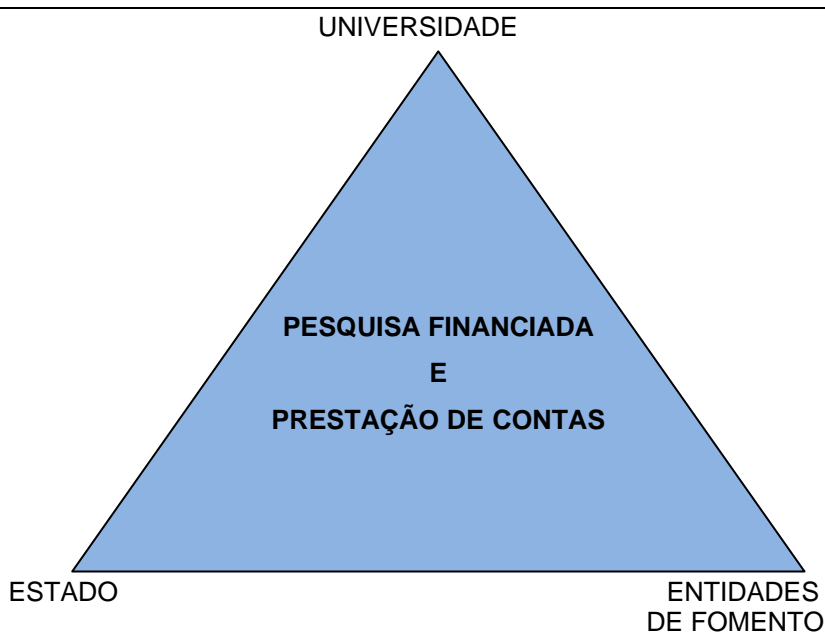 UNIVERSIDADE
PESQUISA FINANCIADA
E
PRESTAÇÃO DE CONTAS
ESTADO
ENTIDADES
DE FOMENTO